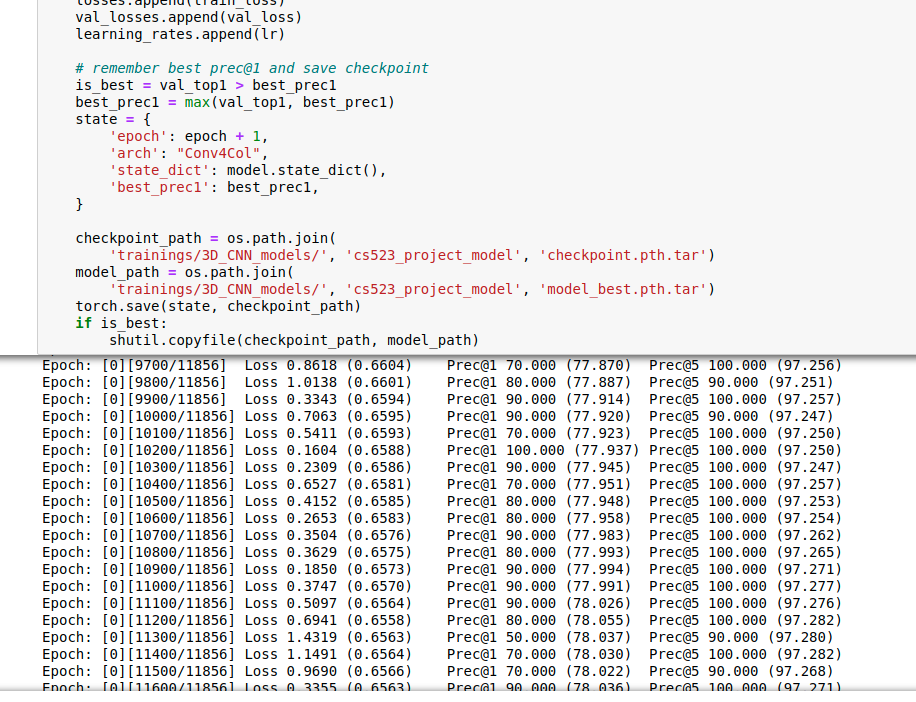 losses.append(train_loss)
val_losses.append(val_loss)
learning_rates.append(lr)
# remember best prec@1 and save checkpoint
is_best = val_top1 > best_prec1
best_prec1 = max(val_top1, best_prec1)
state = {
'epoch': epoch + 1,
'arch': "Conv4Col",
'state_dict': model.state_dict(),
'best_prec1': best_prec1,
}
checkpoint_path = os.path.join(
'trainings/3D_CNN_models/', 'cs523_project_model', 'checkpoint.pth.tar')
model_path = os.path.join(
'trainings/3D_CNN_models/', 'cs523_project_model', 'model_best.pth.tar')
torch.save(state, checkpoint_path)
if is_best:
shutil.copyfile(checkpoint_path, model_path)
Epoch: [0][9700/11856] Loss 0.8618 (0.6604) Prec@1 70.000 (77.870) Prec@5 100.000 (97.256)
Epoch: [0][9800/11856] Loss 1.0138 (0.6601) Prec@1 80.000 (77.887) Prec@5 90.000 (97.251)
Epoch: [0][9900/11856] Loss 0.3343 (0.6594) Prec@1 90.000 (77.914) Prec@5 100.000 (97.257)
Epoch: [0][10000/11856] Loss 0.7063 (0.6595) Prec@1 90.000 (77.920) Prec@5 90.000 (97.247)
Epoch: [0][10100/11856] Loss 0.5411 (0.6593) Prec@1 70.000 (77.923) Prec@5 100.000 (97.250)
Epoch: [0][10200/11856] Loss 0.1604 (0.6588) Prec@1 100.000 (77.937) Prec@5 100.000 (97.250)
Epoch: [0][10300/11856] Loss 0.2309 (0.6586) Prec@1 90.000 (77.945) Prec@5 100.000 (97.247)
Epoch: [0][10400/11856] Loss 0.6527 (0.6581) Prec@1 70.000 (77.951) Prec@5 100.000 (97.257)
Epoch: [0][10500/11856] Loss 0.4152 (0.6585) Prec@1 80.000 (77.948) Prec@5 100.000 (97.253)
Epoch: [0][10600/11856] Loss 0.2653 (0.6583) Prec@1 80.000 (77.958) Prec@5 100.000 (97.254)
Epoch: [0][10700/11856] Loss 0.3504 (0.6576) Prec@1 90.000 (77.983) Prec@5 100.000 (97.262)
Epoch: [0][10800/11856] Loss 0.3629 (0.6575) Prec@1 80.000 (77.993) Prec@5 100.000 (97.265)
Epoch: [0][10900/11856] Loss 0.1850 (0.6573) Prec@1 90.000 (77.994) Prec@5 100.000 (97.271)
Epoch: [0][11000/11856] Loss 0.3747 (0.6570) Prec@1 90.000 (77.991) Prec@5 100.000 (97.277)
Epoch: [0][11100/11856] Loss 0.5097 (0.6564) Prec@1 90.000 (78.026) Prec@5 100.000 (97.276)
Epoch: [0][11200/11856] Loss 0.6941 (0.6558) Prec@1 80.000 (78.055) Prec@5 100.000 (97.282)
Epoch: [0][11300/11856] Loss 1.4319 (0.6563) Prec@1 50.000 (78.037) Prec@5 90.000 (97.280)
Epoch: [0][11400/11856] Loss 1.1491 (0.6564) Prec@1 70.000 (78.030) Prec@5 100.000 (97.282)
Epoch: [0][11500/11856] Loss 0.9690 (0.6566) Prec@1 70.000 (78.022) Prec@5 90.000 (97.268)
Epoch: [0][11600/11856] Loss 0.3355 (0.6563) Prec@1 90.000 (78.036) Prec@5 100.000 (97.271)